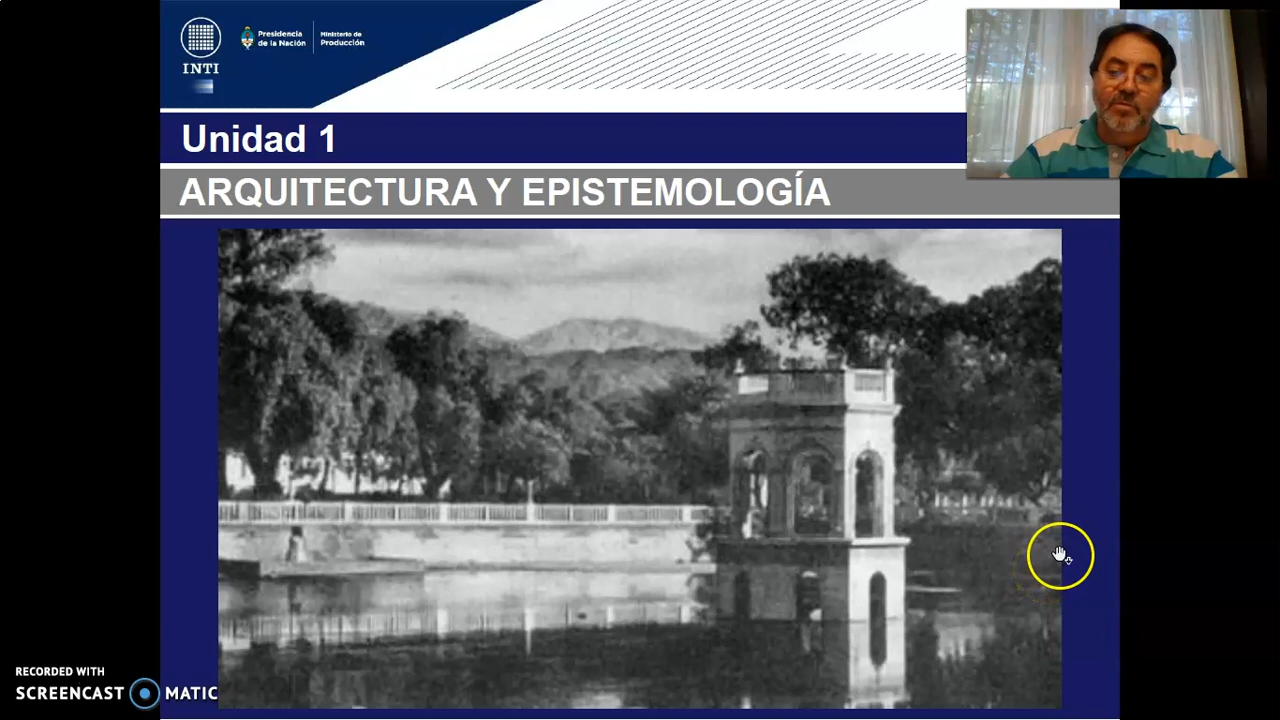 INTI
Presidencia
de la Nación
Ministerio de
Producción
Unidad 1
ARQUITECTURA Y EPISTEMOLOGÍA
RECORDED WITH
SCREENCAST MATIC